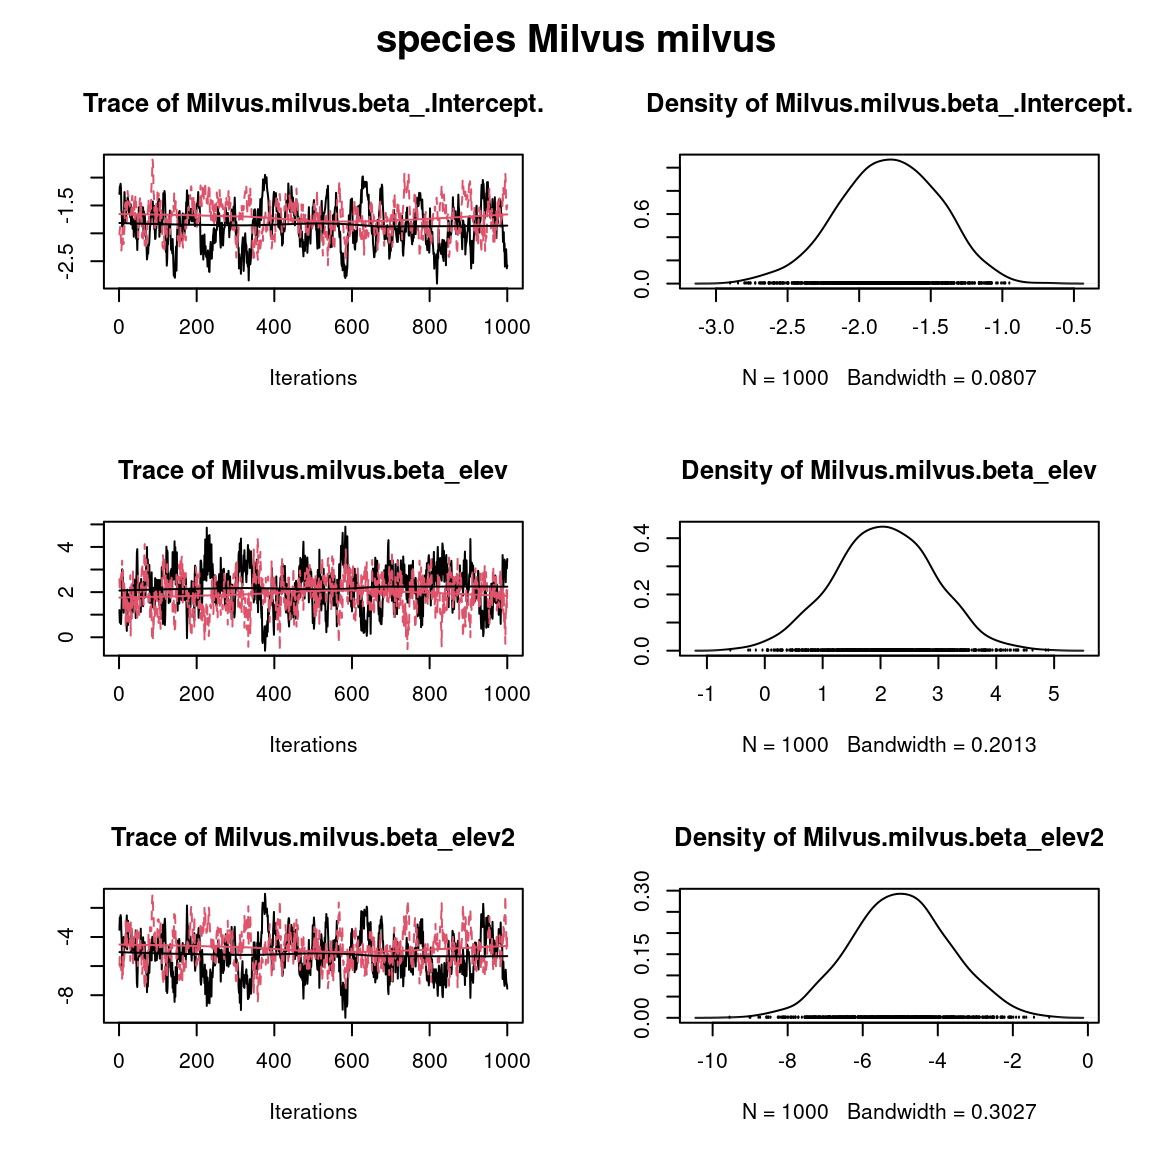 species Milvus milvus
Trace of Milvus.milvus.beta_.Intercept.
-2.5 -1.5
0 200 400 600 800 1000
Iterations
Density of Milvus.milvus.beta_.Intercept.
0.0 0.6
-3.0 -2.5 -2.0 -1.5 -1.0 -0.5
N = 1000 Bandwidth = 0.0807
Trace of Milvus.milvus.beta_elev
0 2 4
0 200 400 600 800 1000
Iterations
Density of Milvus.milvus.beta_elev
0.0 0.2 0.4
-1 0 1 2 3 4 5
N = 1000 Bandwidth = 0.2013
Trace of Milvus.milvus.beta_elev2
-8 -4
0 200 400 600 800 1000
Iterations
Density of Milvus.milvus.beta_elev2
0.00 0.15 0.30
-10 -8 -6 -4 -2 0
N = 1000 Bandwidth = 0.3027